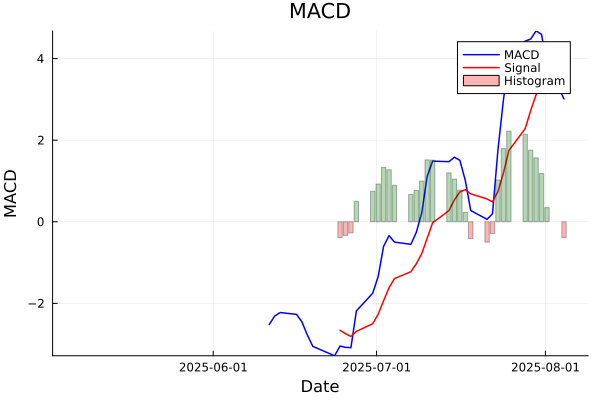 MACD
MACD
4
2
0
−2
MACD
Signal
Histogram
2025-06-01
2025-07-01
2025-08-01
Date